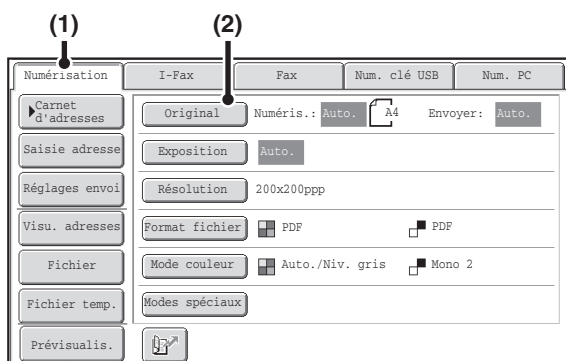 (1) (2)
Numérisation I-Fax Fax Num. clé USB Num. PC
Carnet d'adresses
Original Numéris.: Auto. A4 Envoyer: Auto.
Saisie adresse
Exposition Auto.
Réglages envoi
Résolution 200x200ppp
Visu. adresses
Format fichier PDF PDF
Fichier
Mode couleur Auto./Niv. gris Mono 2
Fichier temp.
Modes spéciaux
Prévisualis.